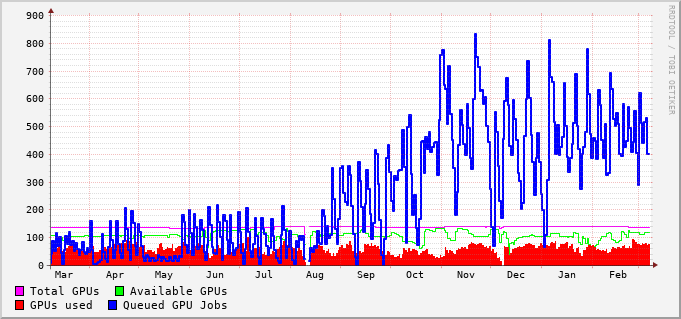 900
800
700
600
500
400
300
200
100
0
Mar Apr May Jun Jul Aug Sep Oct Nov Dec Jan Feb
Total GPUs Available GPUs
GPUs used Queued GPU Jobs
RRDTOOL / TOBI OETIKER